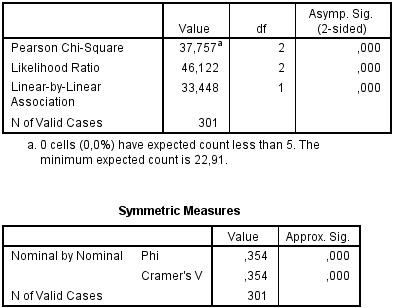 Value df Asymp. Sig. (2-sided)
Pearson Chi-Square 37,757a 2 ,000
Likelihood Ratio 46,122 2 ,000
Linear-by-Linear Association 33,448 1 ,000
N of Valid Cases 301
a. 0 cells (0,0%) have expected count less than 5. The
minimum expected count is 22,91.
Symmetric Measures
Value Approx. Sig.
Nominal by Nominal Phi ,354 ,000
Cramer's V ,354 ,000
N of Valid Cases 301